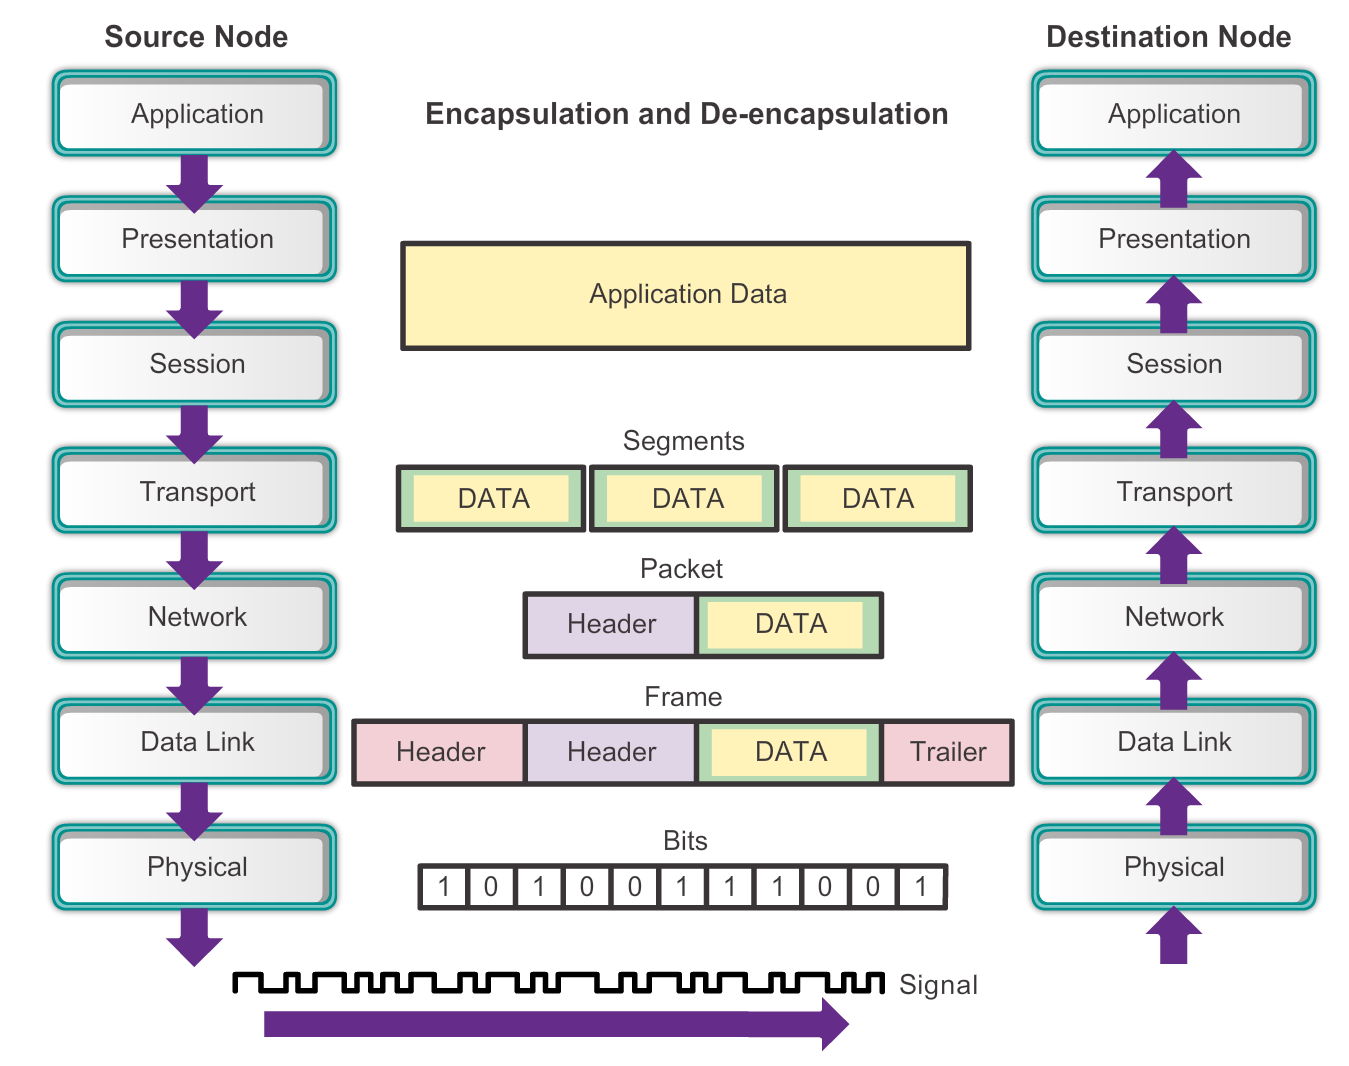 Source Node
Destination Node
Application
Encapsulation and De-encapsulation
Application
Presentation
Presentation
Application Data
Session
Session
Segments
Transport
DATA DATA DATA
Transport
Packet
Network
Header DATA
Network
Frame
Data Link
Header Header DATA Trailer
Data Link
Bits
Physical
1 0 1 0 0 1 1 1 0 0 1
Physical
Signal